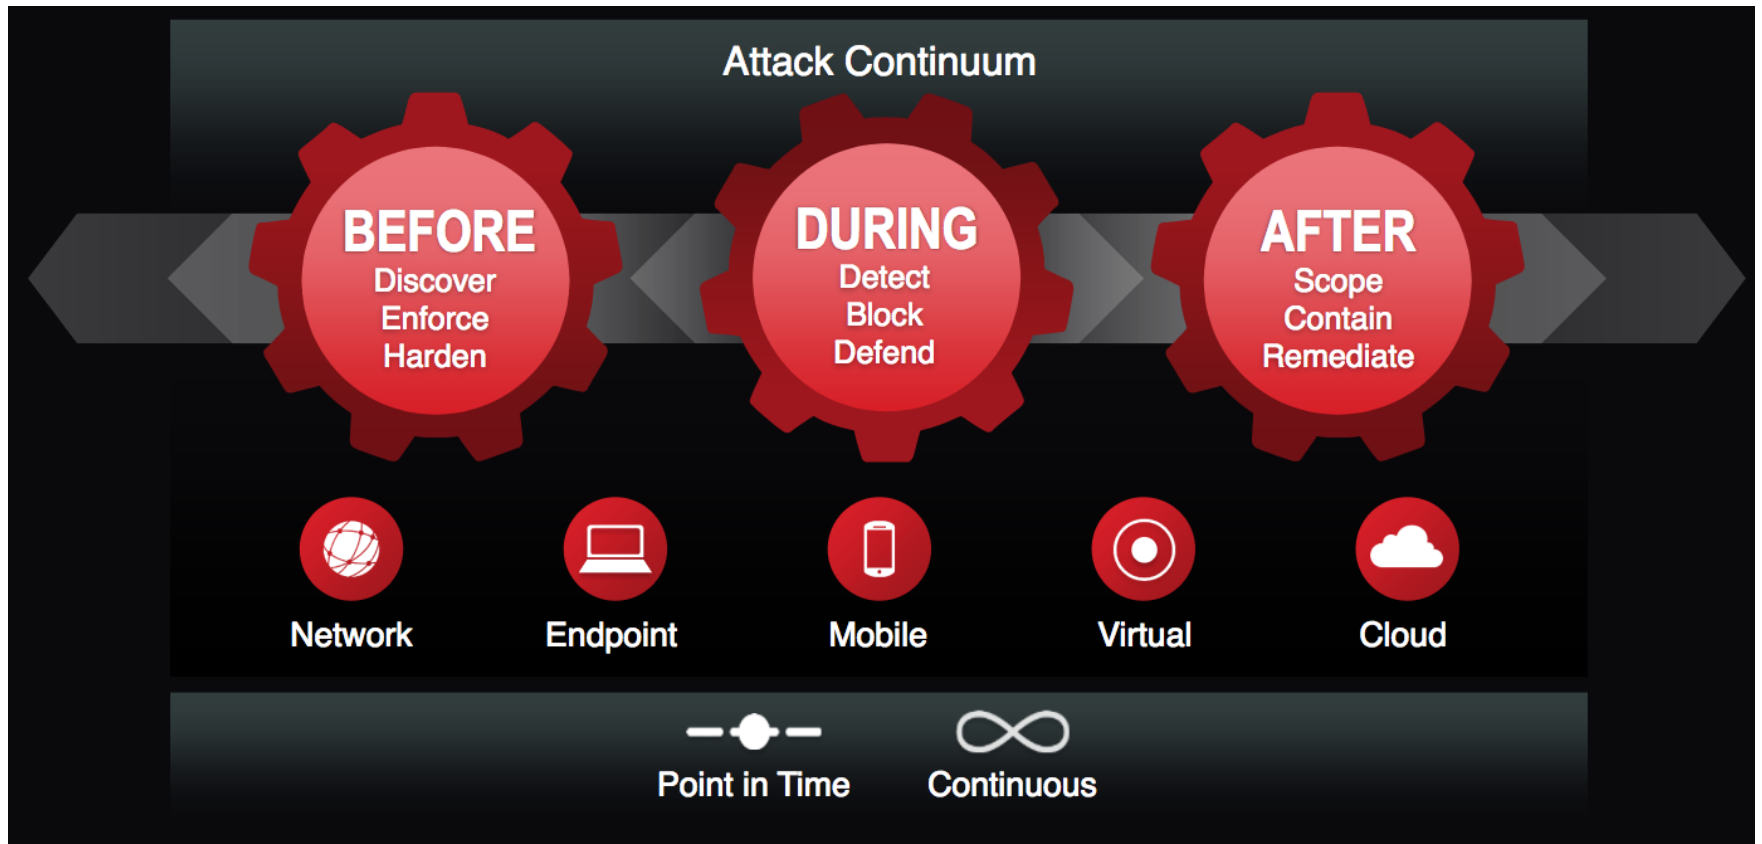 Attack Continuum
BEFORE
Discover
Enforce
Harden
DURING
Detect
Block
Defend
AFTER
Scope
Contain
Remediate
Network
Endpoint
Mobile
Virtual
Cloud
Point in Time
Continuous